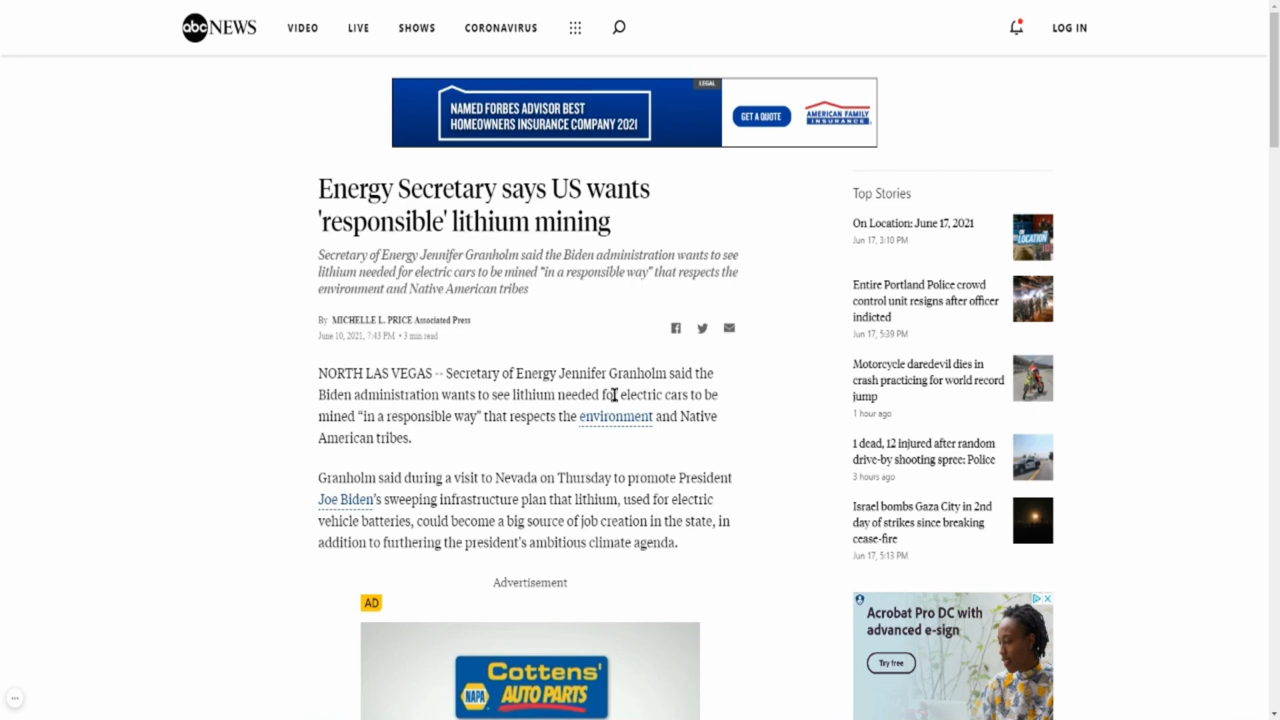 abc NEWS
VIDEO
LIVE
SHOWS
CORONAVIRUS
LOG IN
LEGAL
NAMED FORBES ADVISOR BEST
HOMEOWNERS INSURANCE COMPANY 2021
GET A QUOTE
AMERICAN FAMILY
INSURANCE
Energy Secretary says US wants
'responsible' lithium mining
Secretary of Energy Jennifer Granholm said the Biden administration wants to see
lithium needed for electric cars to be mined “in a responsible way” that respects the
environment and Native American tribes
By MICHELLE L. PRICE Associated Press
June 10, 2021, 7:43 PM • 3 min read
NORTH LAS VEGAS -- Secretary of Energy Jennifer Granholm said the
Biden administration wants to see lithium needed for electric cars to be
mined “in a responsible way” that respects the environment and Native
American tribes.
Granholm said during a visit to Nevada on Thursday to promote President
Joe Biden’s sweeping infrastructure plan that lithium, used for electric
vehicle batteries, could become a big source of job creation in the state, in
addition to furthering the president’s ambitious climate agenda.
Advertisement
AD
Cottens'
NAPA AUTO PARTS
Top Stories
On Location: June 17, 2021
Jun 17, 3:10 PM
ON
LOCATION
Entire Portland Police crowd
control unit resigns after officer
indicted
Jun 17, 5:39 PM
Motorcycle daredevil dies in
crash practicing for world record
jump
1 hour ago
1 dead, 12 injured after random
drive-by shooting spree: Police
3 hours ago
Israel bombs Gaza City in 2nd
day of strikes since breaking
cease-fire
Jun 17, 5:13 PM
Acrobat Pro DC with
advanced e-sign
Try free